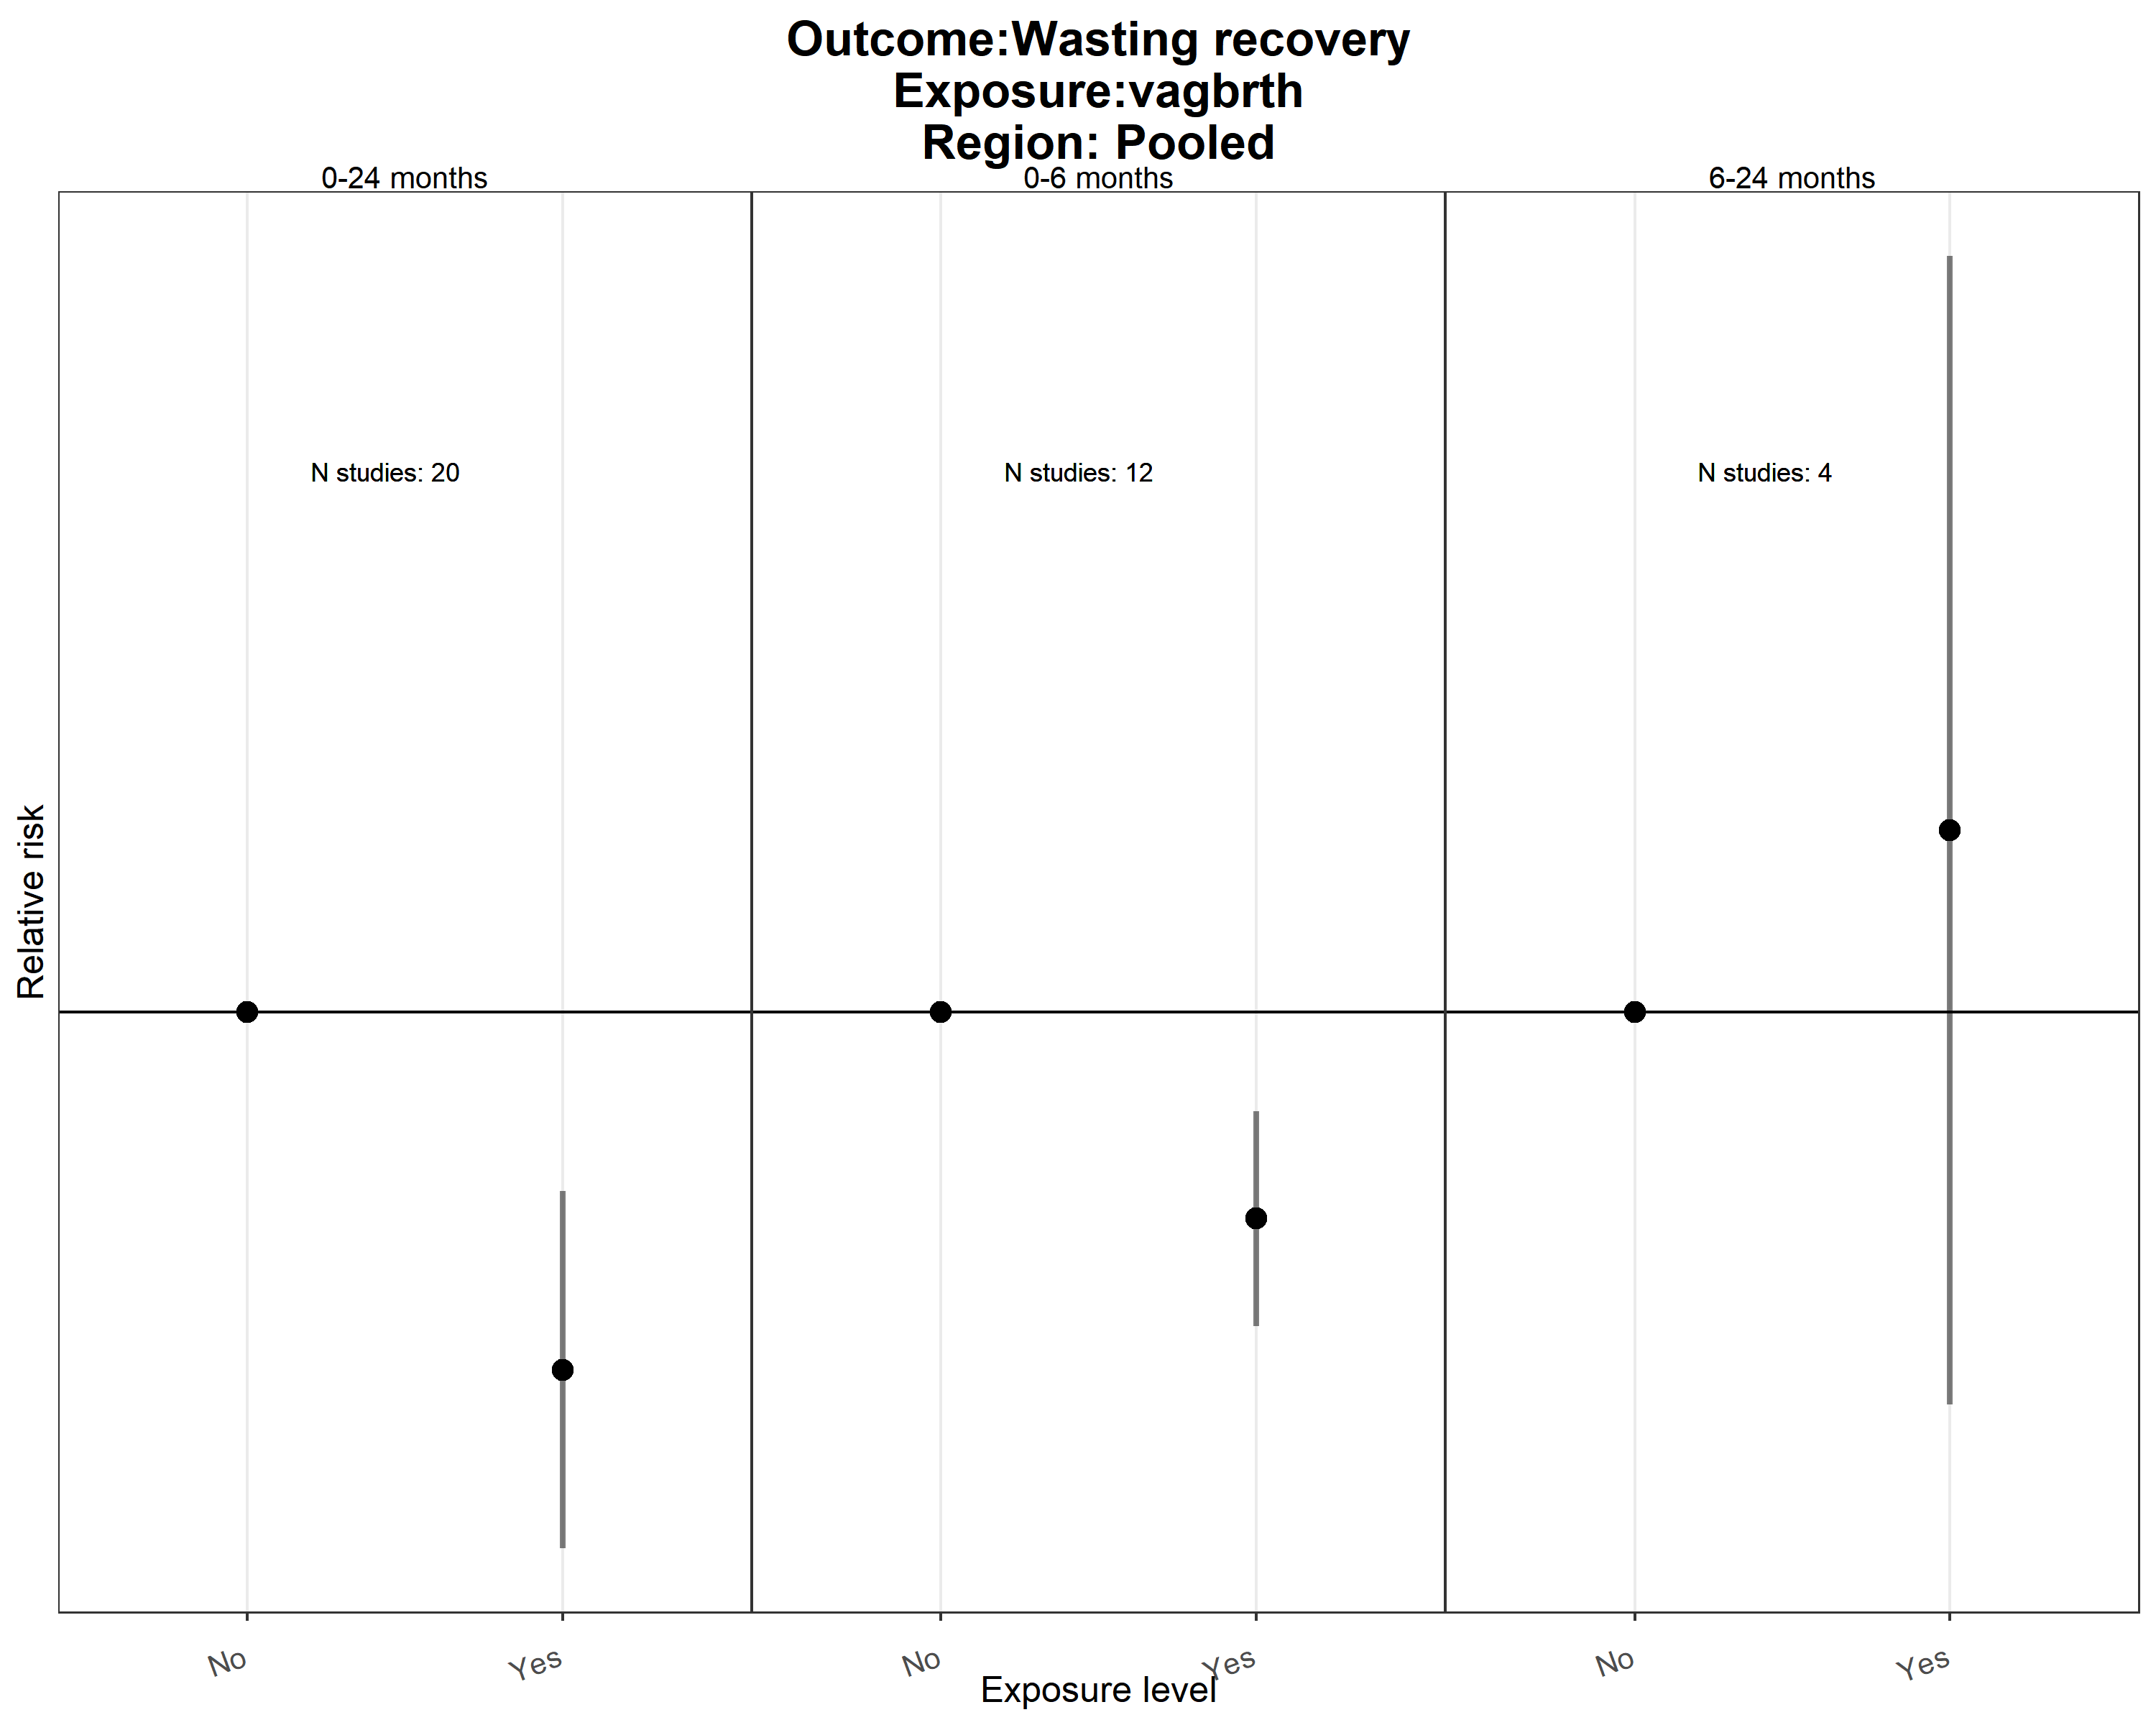 Outcome:Wasting recovery
Exposure:vagbrth
Region: Pooled
0-24 months
0-6 months
6-24 months
N studies: 20
N studies: 12
N studies: 4
Relative risk
No
Yes
No
Yes
No
Yes
Exposure level